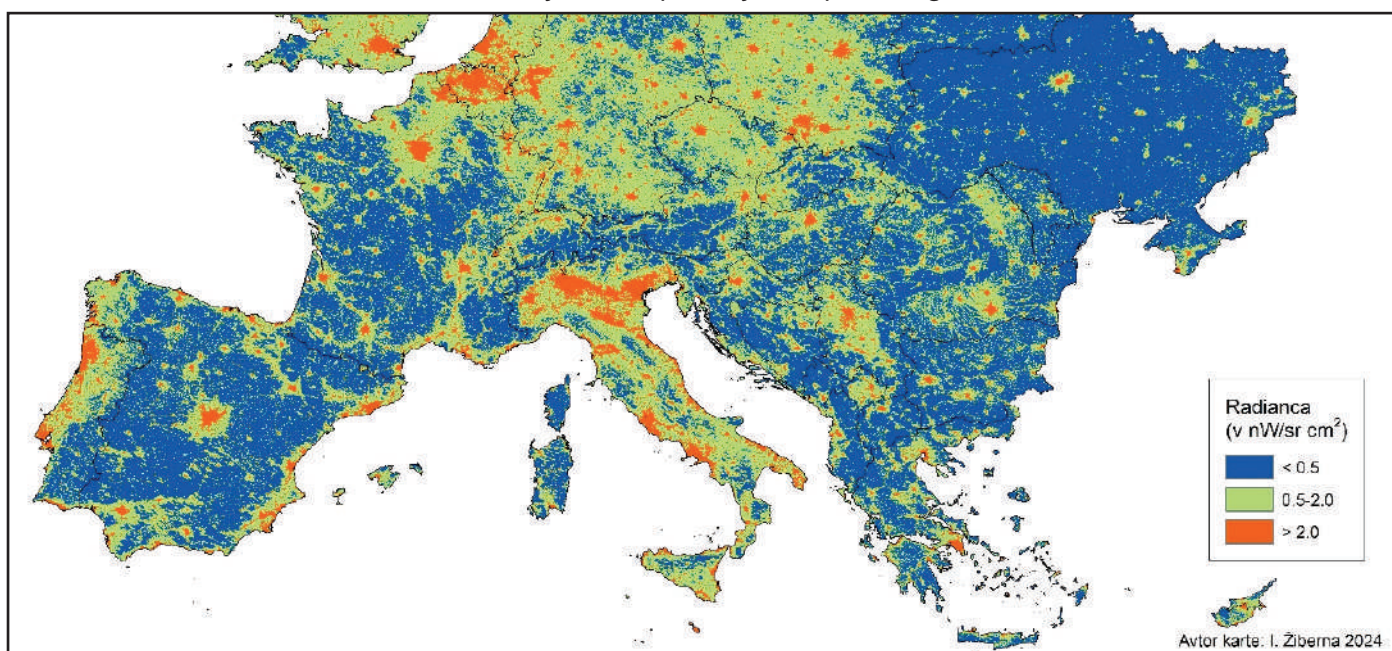 Radianca
(v nW/sr cm²)
< 0.5
0.5-2.0
> 2.0
Avtor karte: I. Žiberna 2024